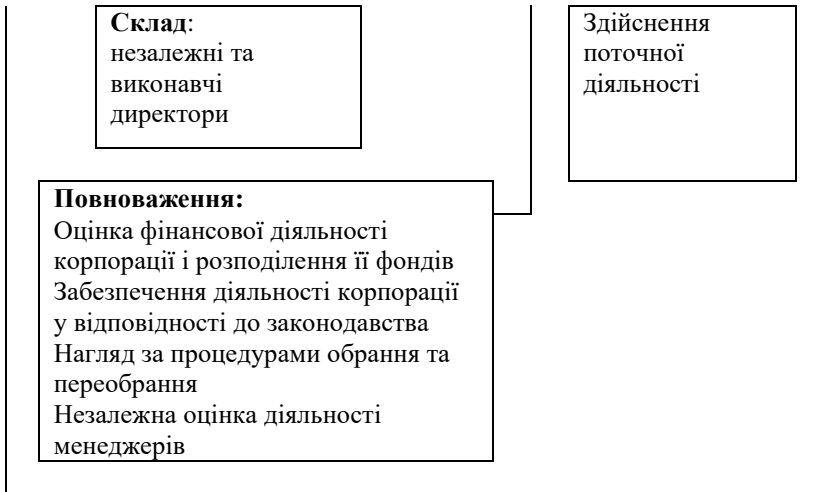 Склад:
незалежні та
виконавчі
директори
Здійснення
поточної
діяльності
Повноваження:
Оцінка фінансової діяльності
корпорації і розподілення її фондів
Забезпечення діяльності корпорації
у відповідності до законодавства
Нагляд за процедурами обрання та
переобрання
Незалежна оцінка діяльності
менеджерів